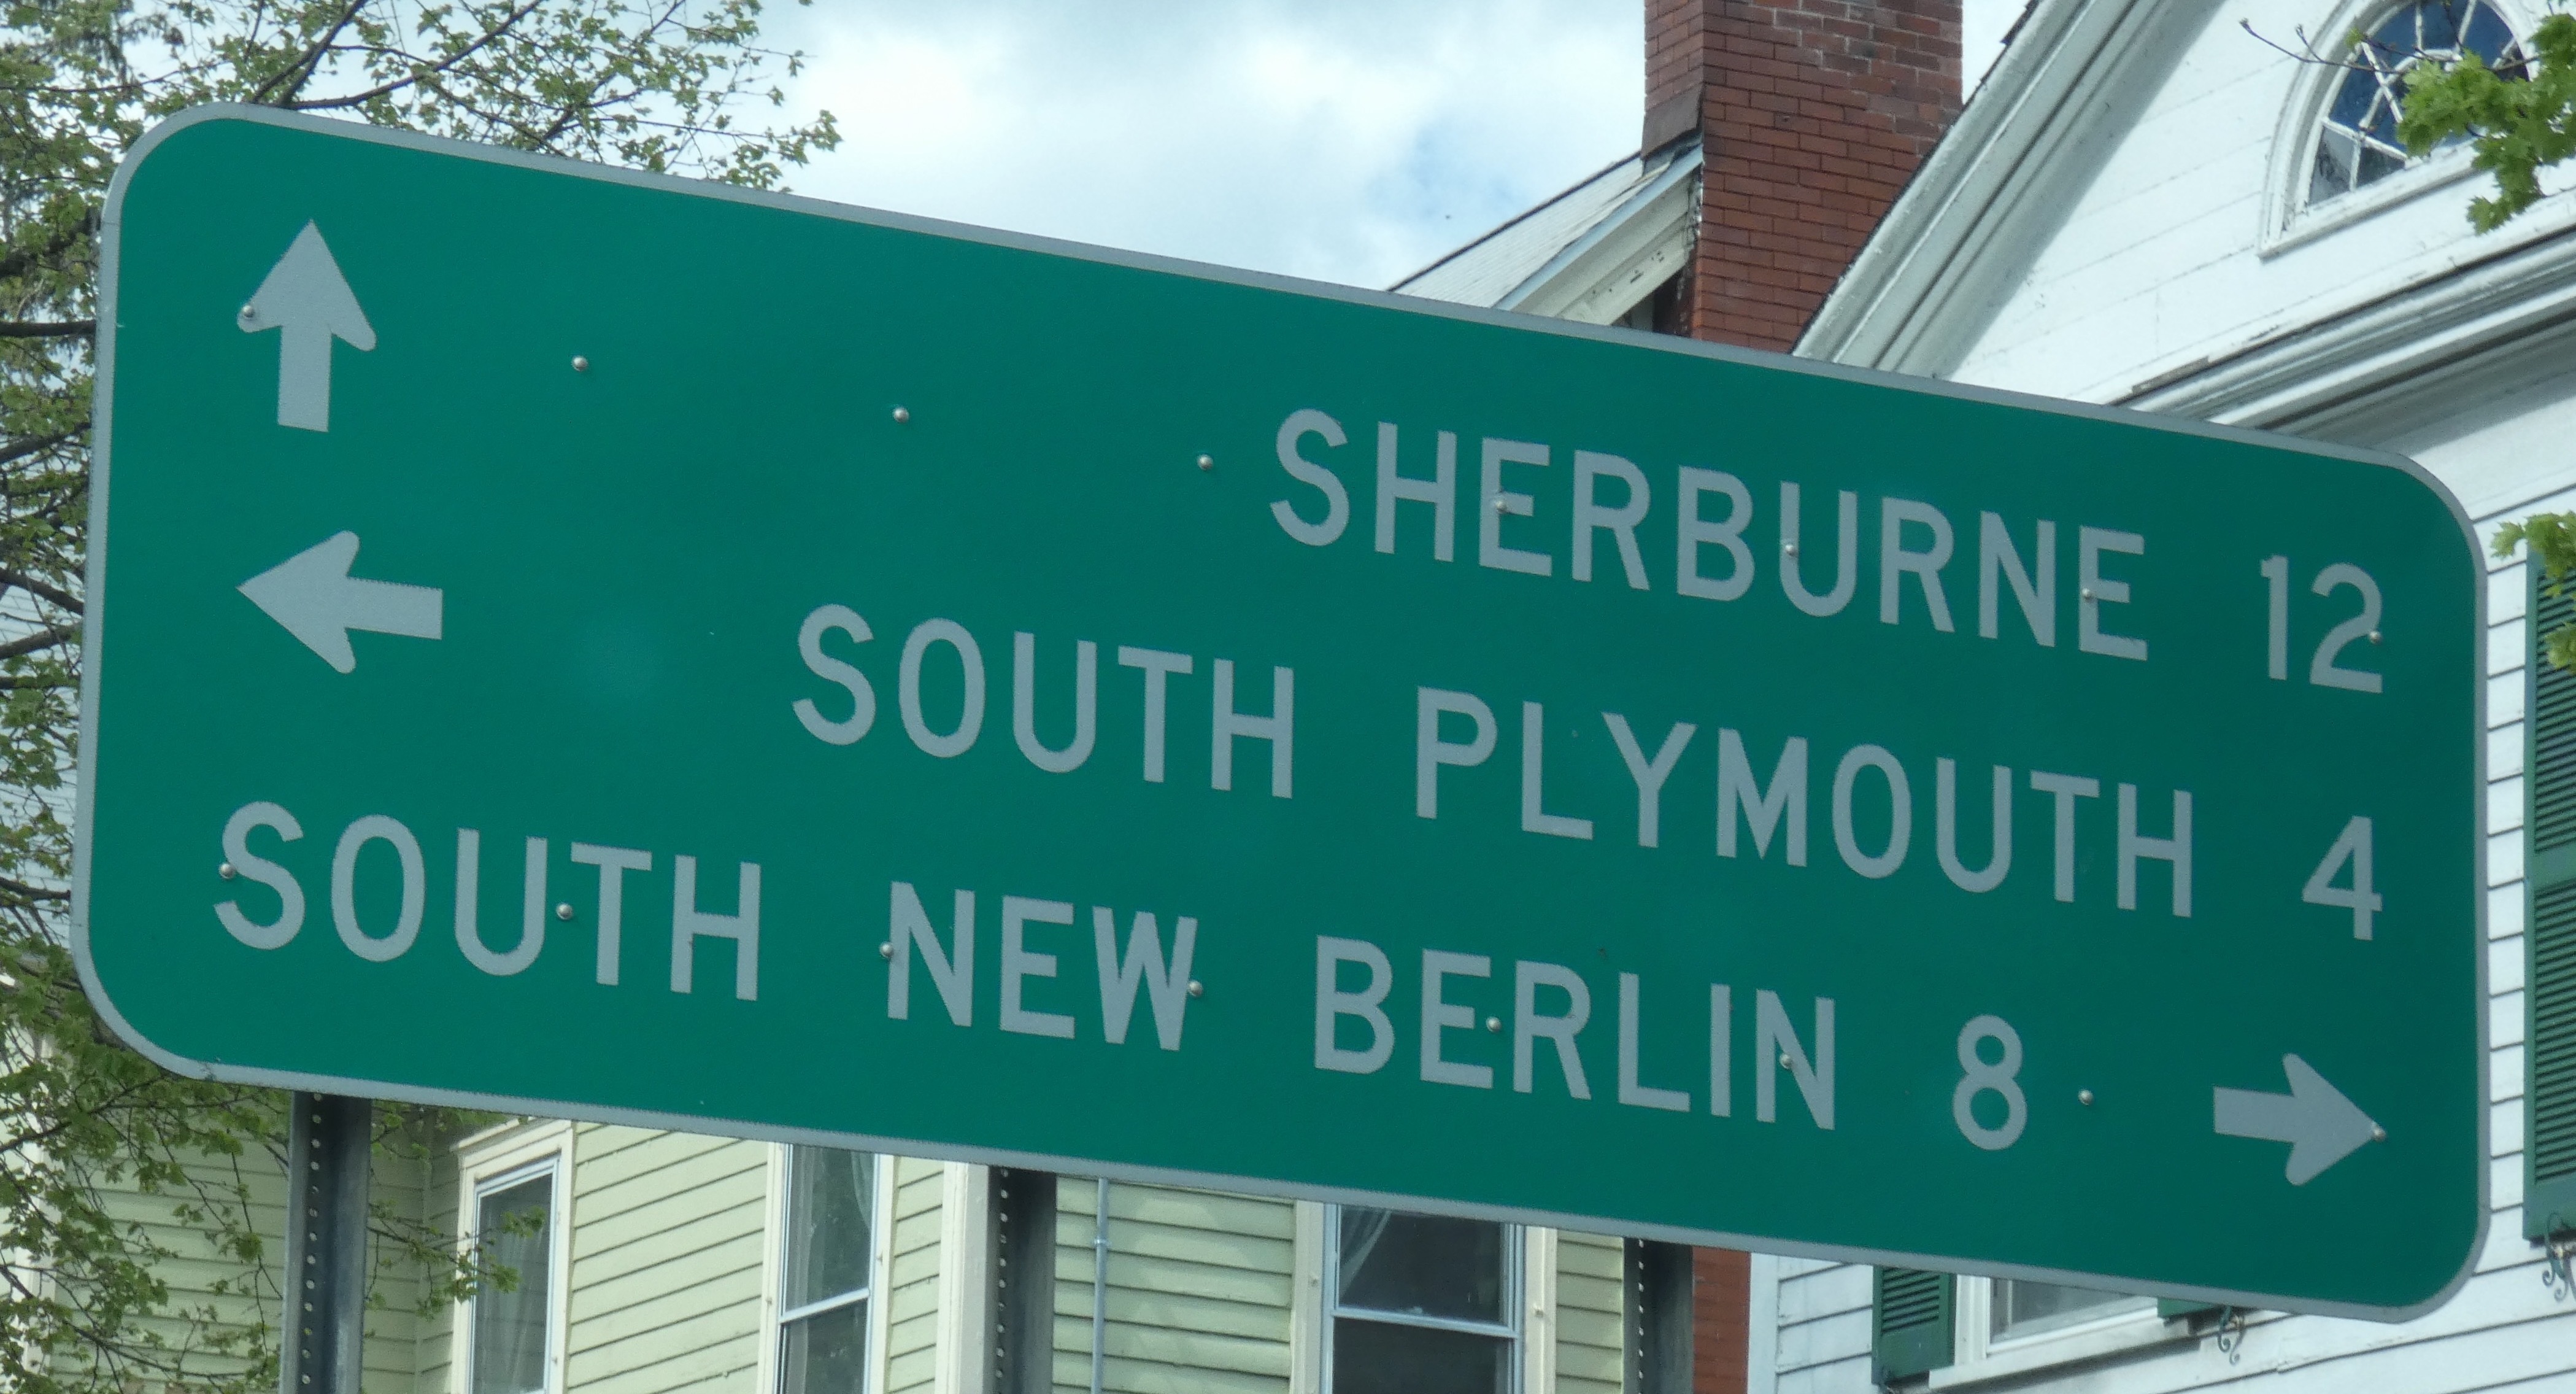 SHERBURNE 12
SOUTH PLYMOUTH 4
SOUTH NEW BERLIN 8